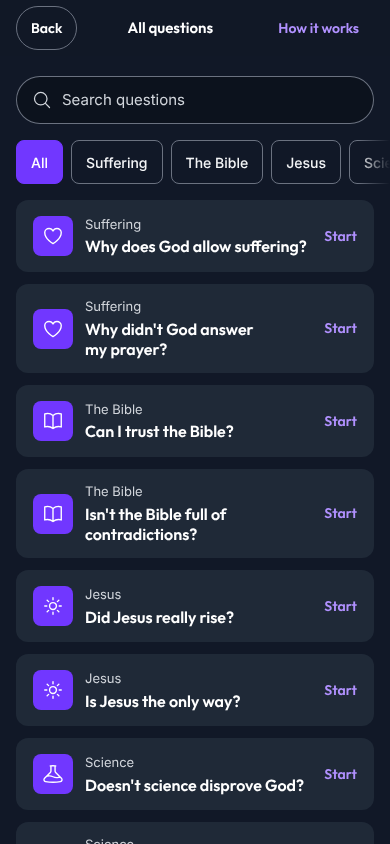 Back
All questions
How it works
Search questions
All
Suffering
The Bible
Jesus
Suffering
Why does God allow suffering?
Start
Suffering
Why didn't God answer
my prayer?
Start
The Bible
Can I trust the Bible?
Start
The Bible
Isn't the Bible full of
contradictions?
Start
Jesus
Did Jesus really rise?
Start
Jesus
Is Jesus the only way?
Start
Science
Doesn't science disprove God?
Start